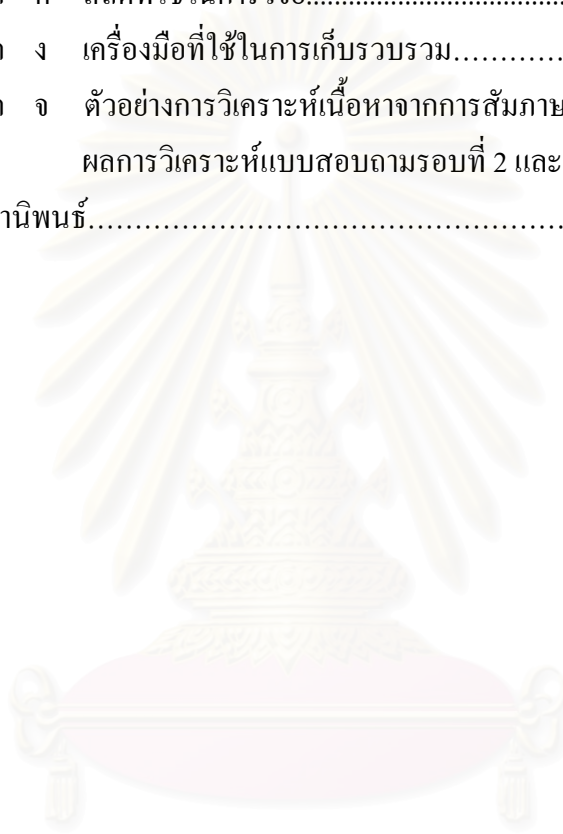 ง เครื่องมือที่ใช้ในการเก็บรวบรวม............
จ ตัวอย่างการวิเคราะห์เนื้อหาจากการสัมภาษ
ผลการวิเคราะห์แบบสอบถามรอบที่ 2 และ
านิพนธ์..................................................